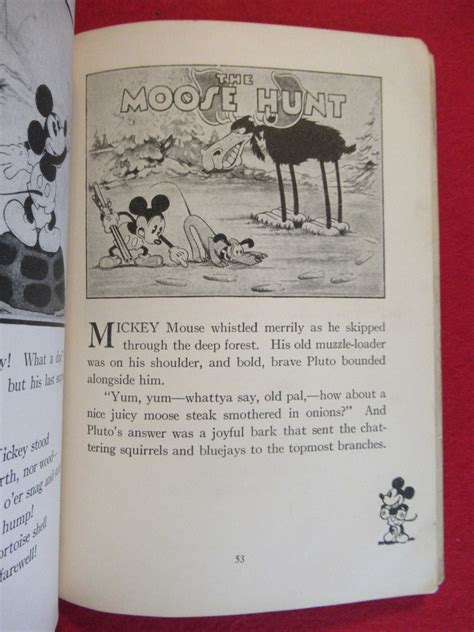 y! What a da
but his last
Mickey stood
rth, nor wood—
o'er snag and
hump!
ortoise shell
farewell!
THE
MOOSE HUNT
MICKEY Mouse whistled merrily as he skipped
through the deep forest. His old muzzle-loader
was on his shoulder, and bold, brave Pluto bounded
alongside him.
"Yum, yum—whattya say, old pal,—how about a
nice juicy moose steak smothered in onions?" And
Pluto's answer was a joyful bark that sent the chat-
tering squirrels and bluejays to the topmost branches.
53